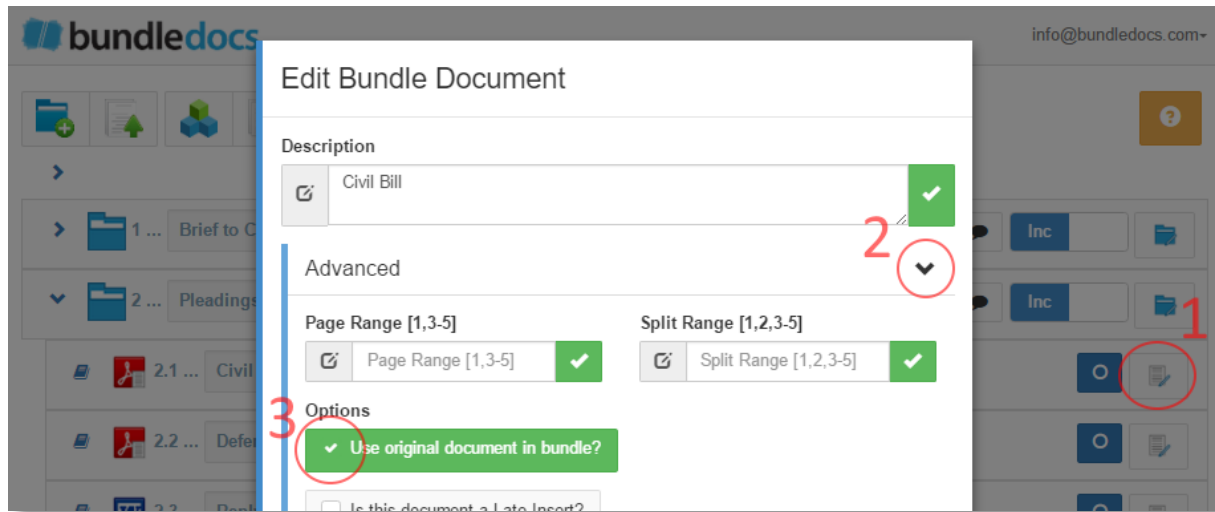 bundledocs
info@bundledocs.com
Edit Bundle Document
Description
Civil Bill
2
1 ... Brief to C
Inc
Advanced
2 ... Pleadings
Inc
1
Page Range [1,3-5] Split Range [1,2,3-5]
Page Range [1,3-5] Split Range [1,2,3-5]
2.1 ... Civil
O
Options
3
Use original document in bundle?
2.2 ... Defe
O
Is this document a Late Insert?